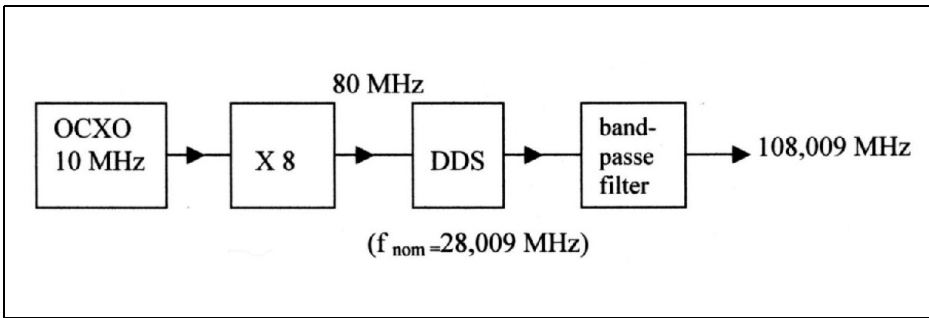 80 MHz
OCXO
10 MHz
X 8
DDS
band-
passe
filter
108,009 MHz
(f nom =28,009 MHz)